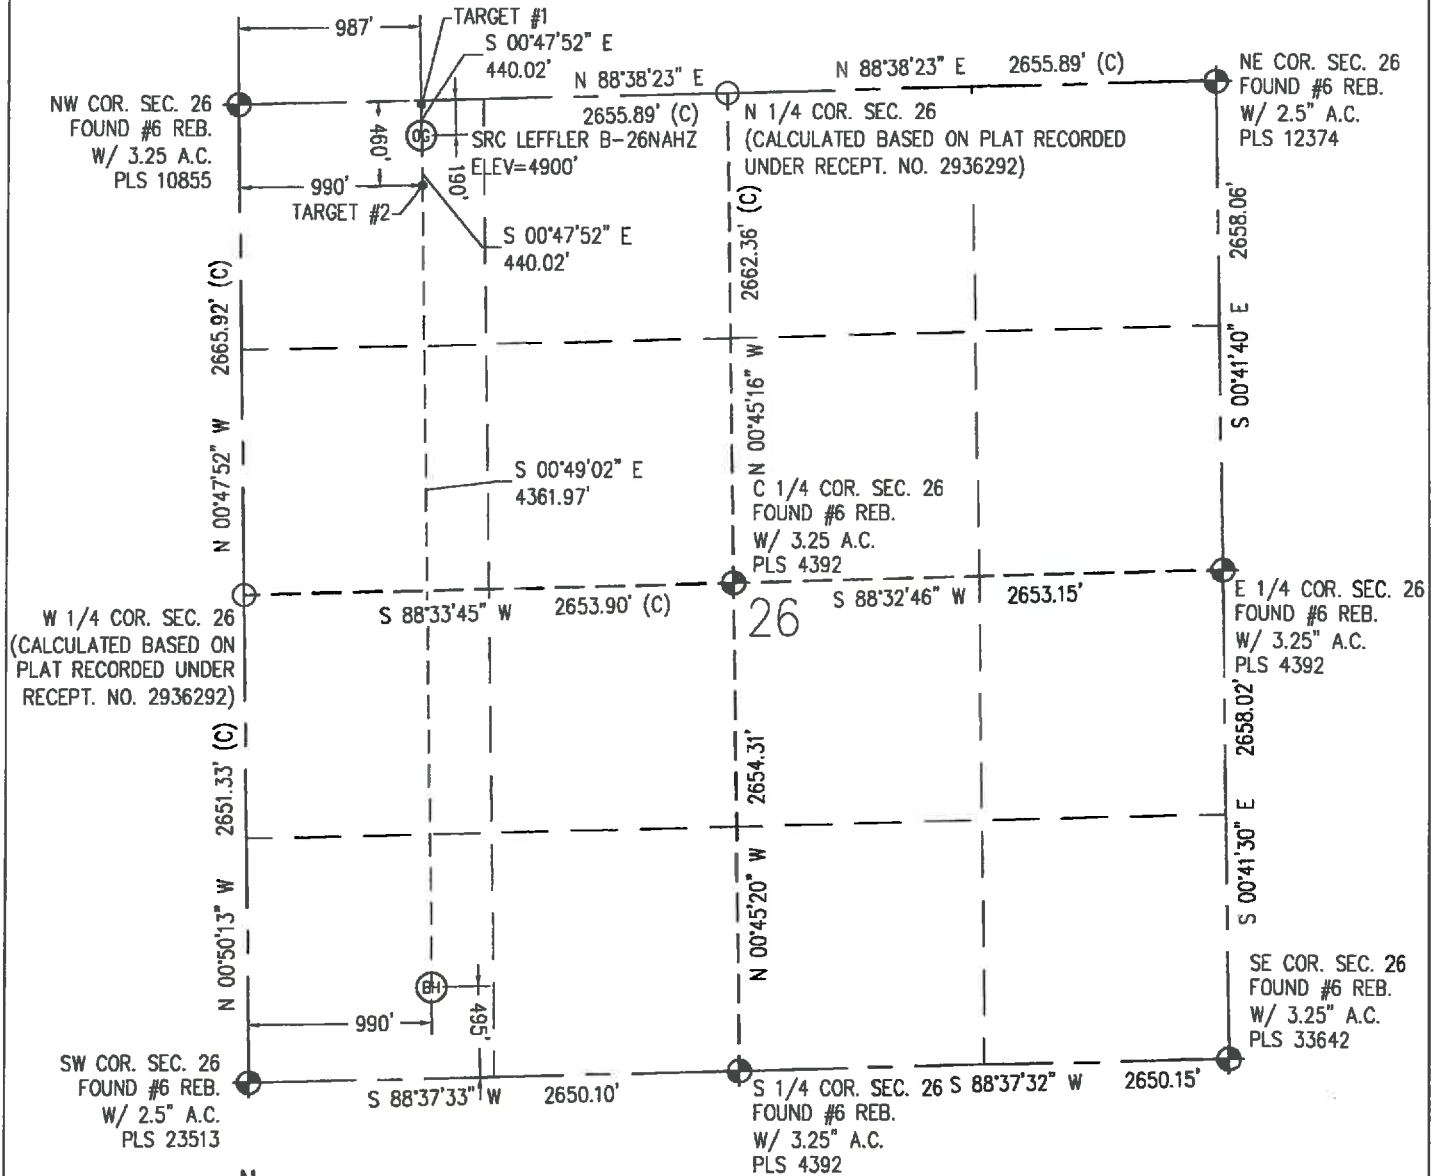 987'
TARGET #1
S 00°47'52" E
440.02'
N 88°38'23" E
2655.89' (C)
N 88°38'23" E 2655.89' (C)
NE COR. SEC. 26
FOUND #6 REB.
W/ 2.5" A.C.
PLS 12374
NW COR. SEC. 26
FOUND #6 REB.
W/ 3.25 A.C.
PLS 10855
N 1/4 COR. SEC. 26
(CALCULATED BASED ON PLAT RECORDED
UNDER RECEPT. NO. 2936292)
OG
SRC LEFFLER B-26NAHZ
ELEV=4900'
460'
190'
990'
TARGET #2
S 00°47'52" E
440.02'
2662.36' (C)
N 00°45'16" W
2658.06'
S 00°41'40" E
2665.92' (C)
N 00°47'52" W
S 00°49'02" E
4361.97'
C 1/4 COR. SEC. 26
FOUND #6 REB.
W/ 3.25 A.C.
PLS 4392
S 88°33'45" W 2653.90' (C)
26
S 88°32'46" W 2653.15'
E 1/4 COR. SEC. 26
FOUND #6 REB.
W/ 3.25" A.C.
PLS 4392
W 1/4 COR. SEC. 26
(CALCULATED BASED ON
PLAT RECORDED UNDER
RECEPT. NO. 2936292)
2651.33' (C)
N 00°50'13" W
2654.31'
N 00°45'20" W
2658.02'
S 00°41'30" E
BH
990'
495'
SW COR. SEC. 26
FOUND #6 REB.
W/ 2.5" A.C.
PLS 23513
S 88°37'33" W 2650.10'
S 1/4 COR. SEC. 26
FOUND #6 REB.
W/ 3.25" A.C.
PLS 4392
S 88°37'32" W 2650.15'
SE COR. SEC. 26
FOUND #6 REB.
W/ 3.25" A.C.
PLS 33642